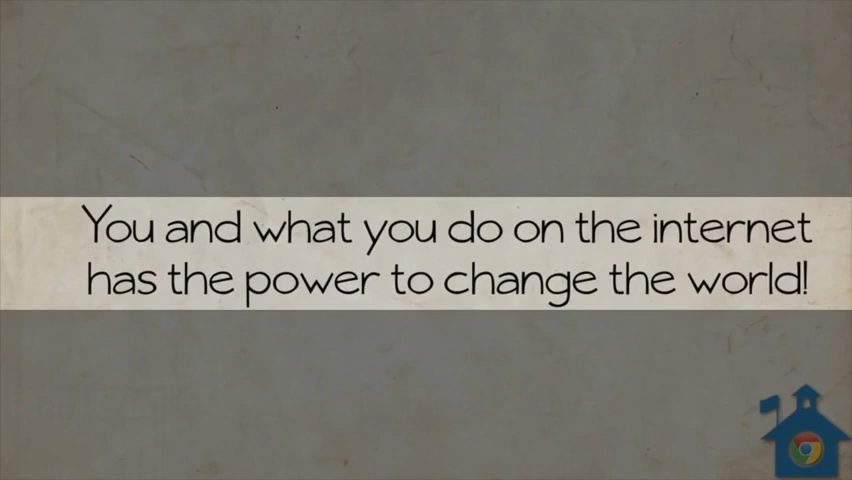 You and what you do on the internet
has the power to change the world!